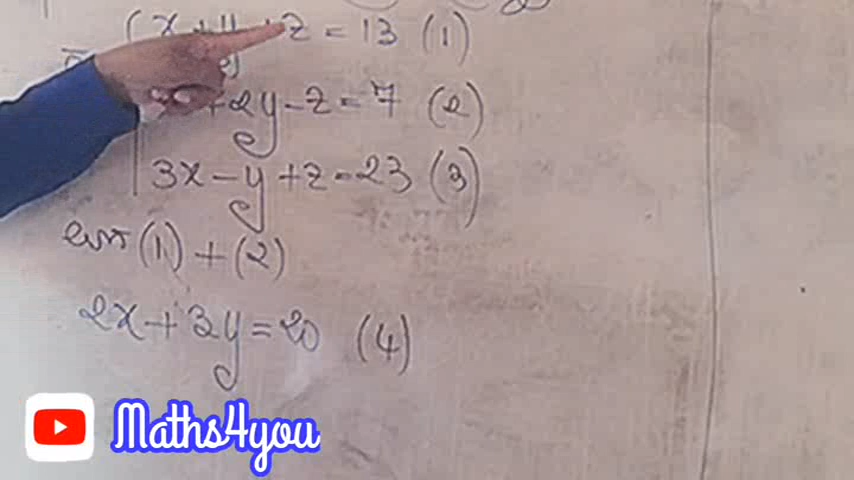 x + y + z = 13 (1)
+ 2y - z = 7 (2)
3x - y + z = 23 (3)
(1) + (2)
2x + 3y = 20 (4)
Maths4you